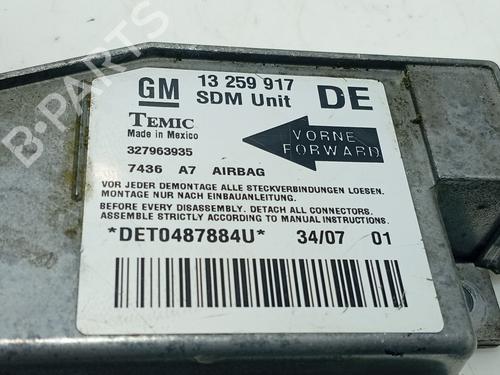 B-PARTS
GM 13 259 917 DE
SDM Unit
TEMIC
Made in Mexico
VORNE
FORWARD
327963935
7436 A7 AIRBAG
VOR JEDER DEMONTAGE ALLE STECKVERBINDUNGEN LOESEN.
MONTAGE NUR NACH EINBAUANLEITUNG.
BEFORE EVERY DISASSEMBLY. DETACH ALL CONNECTORS.
ASSEMBLE STRICTLY ACCORDING TO MANUAL INSTRUCTIONS.
*DET0487884U* 34/07 01